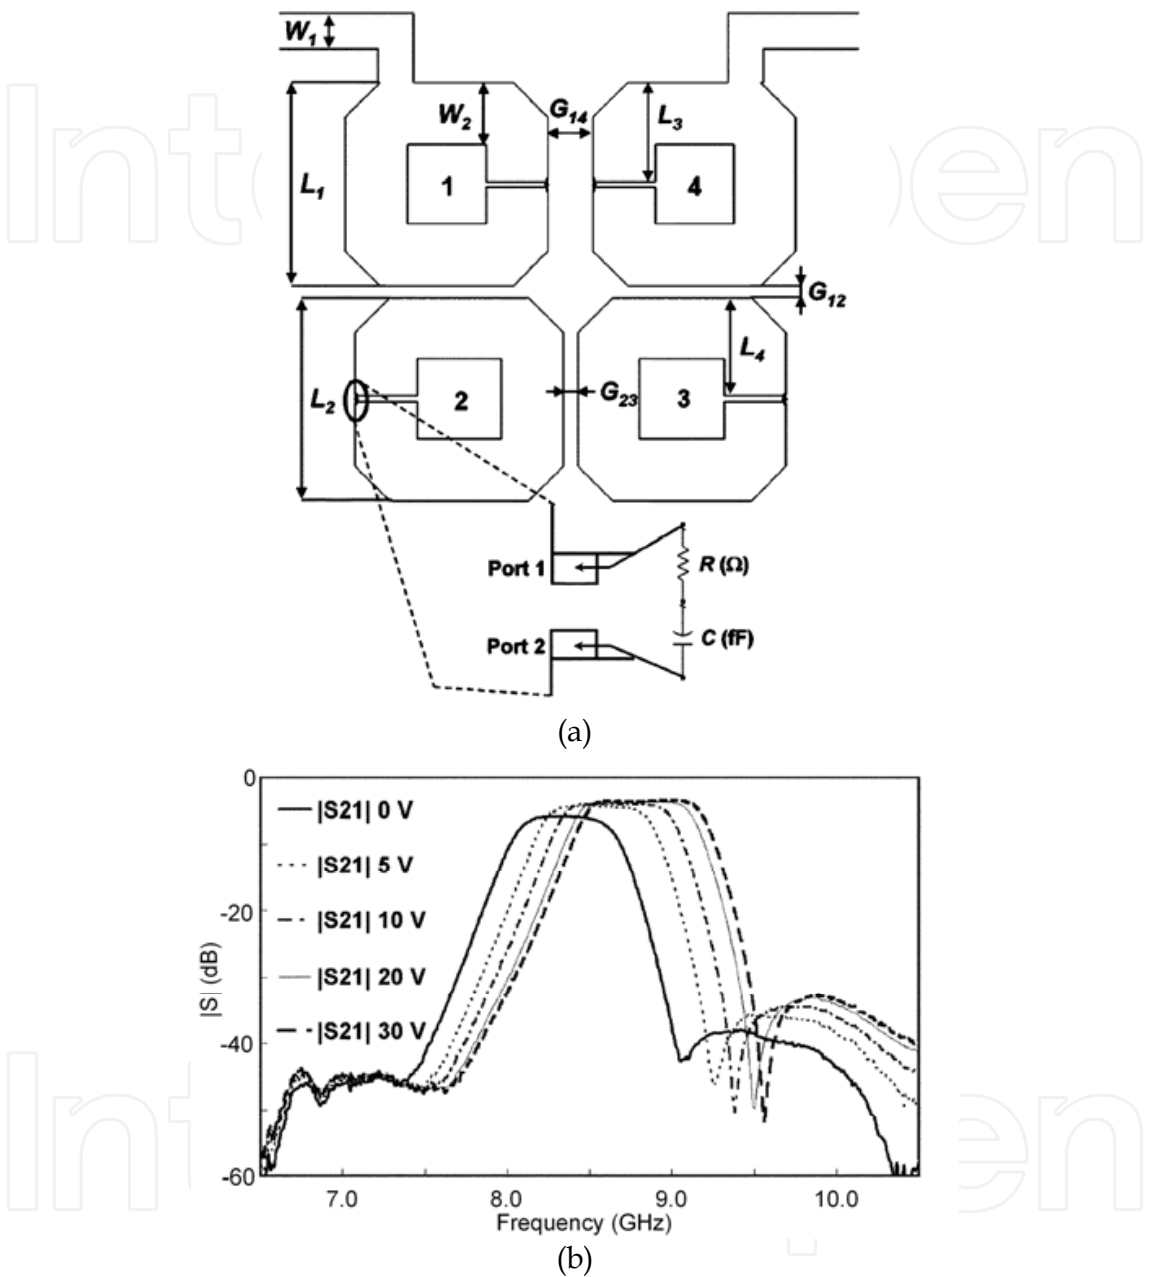 W1
W2
G14
L3
L1
1
4
G12
L2
2
G23
3
L4
Port 1
R (Ω)
Port 2
C (fF)
(a)
0
|S21| 0 V
|S21| 5 V
|S21| 10 V
|S21| 20 V
|S21| 30 V
-20
-40
-60
|S| (dB)
7.0 8.0 9.0 10.0
Frequency (GHz)
(b)